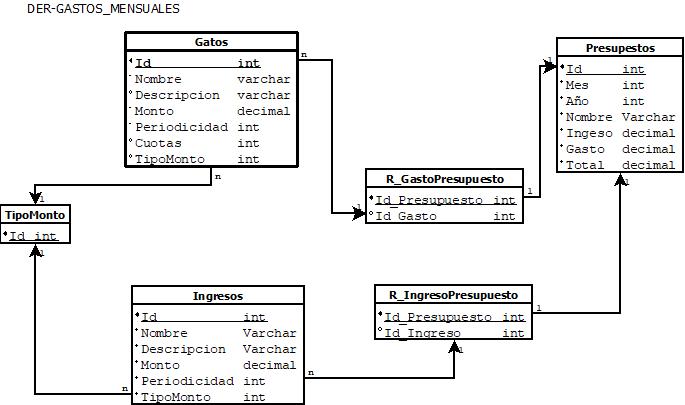 DER-GASTOS_MENSUALES
Gatos
Id int
Nombre varchar
Descripcion varchar
Monto decimal
Periodicidad int
Cuotas int
TipoMonto int
n
n
Presupestos
Id int
Mes int
Año int
Nombre Varchar
Ingeso decimal
Gasto decimal
Total decimal
1
1
R_GastoPresupuesto
Id_Presupuesto int
Id_Gasto int
1
1
TipoMonto
Id int
1
1
Ingresos
Id int
Nombre Varchar
Descripcion Varchar
Monto decimal
Periodicidad int
TipoMonto int
n
n
R_IngresoPresupuesto
Id_Presupuesto int
Id_Ingreso int
1
1